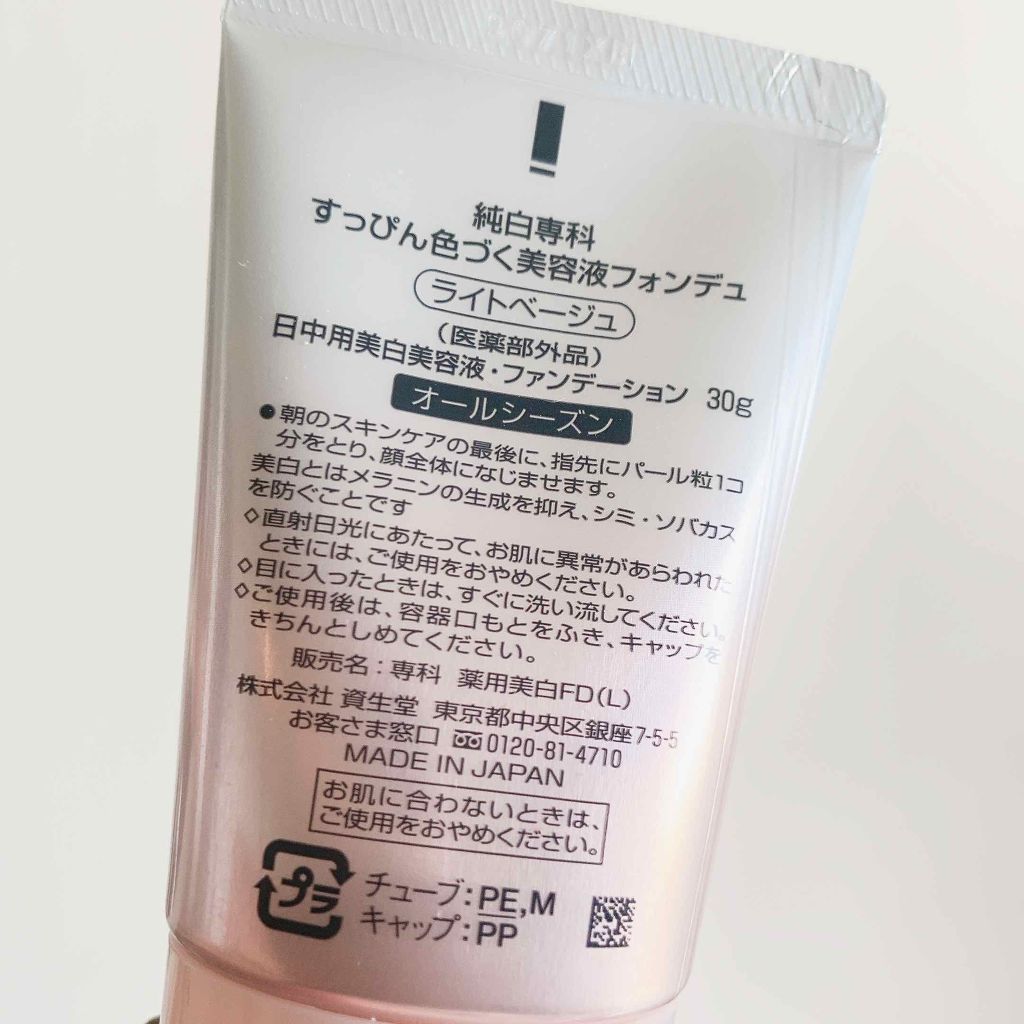 純白専科
すっぴん色づく美容液フォンデュ
ライトベージュ
(医薬部外品)
日中用美白美容液・ファンデーション 30g
オールシーズン
●朝のスキンケアの最後に、指先にパール粒1コ
分をとり、顔全体になじませます。
美白とはメラニンの生成を抑え、シミ・ソバカス
を防ぐことです
◇直射日光にあたって、お肌に異常があらわれた
ときには、ご使用をおやめください。
◇目に入ったときは、すぐに洗い流してください。
◇ご使用後は、容器口もとをふき、キャップを
きちんとしめてください。
販売名:専科 薬用美白FD(L)
株式会社 資生堂 東京都中央区銀座7-5-5
お客さま窓口 0120-81-4710
MADE IN JAPAN
お肌に合わないときは、
ご使用をおやめください。
プラ
チューブ:PE,M
キャップ:PP